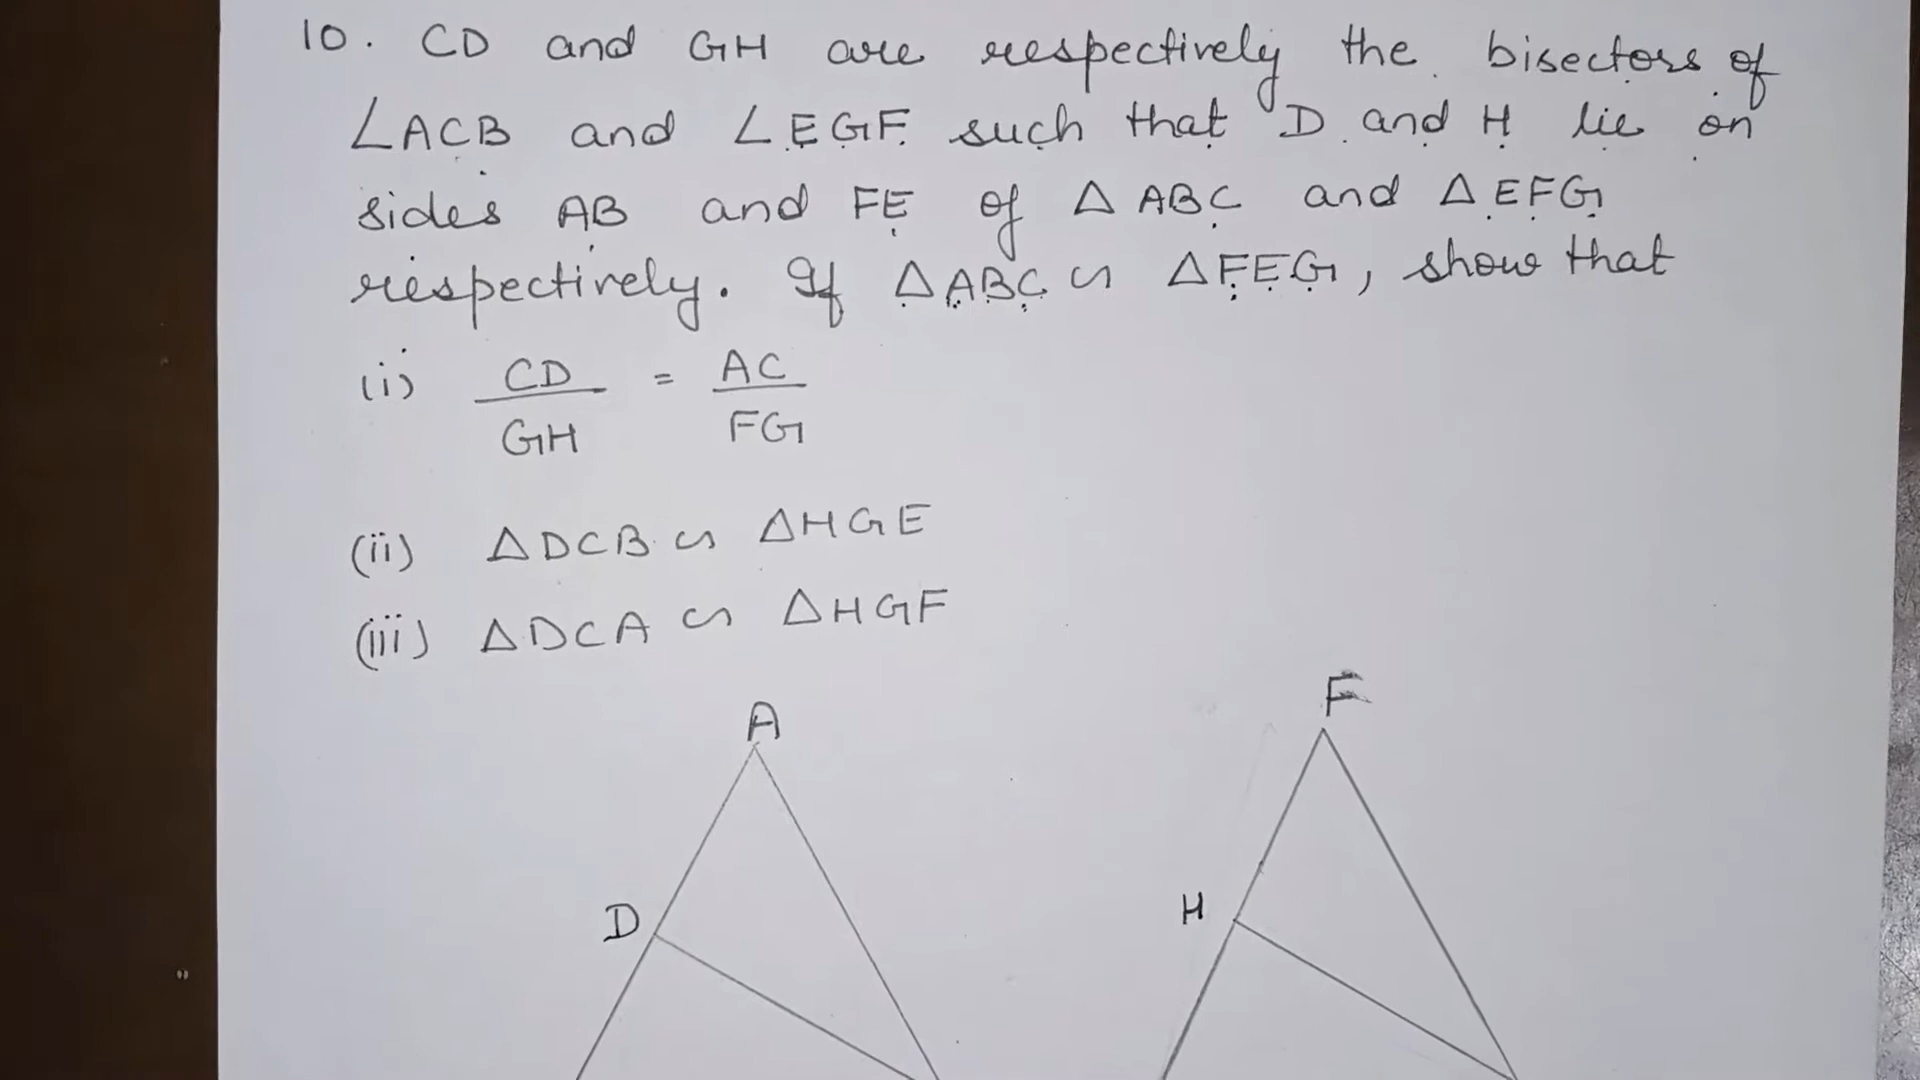 10. CD and GH are respectively the bisectors of
∠ACB and ∠EGF such that D and H lie on
sides AB and FE of △ABC and △EFG
respectively. If △ABC ∽ △FEG, show that
(i) CD/GH = AC/FG
(ii) △DCB ∽ △HGE
(iii) △DCA ∽ △HGF
A F
D H